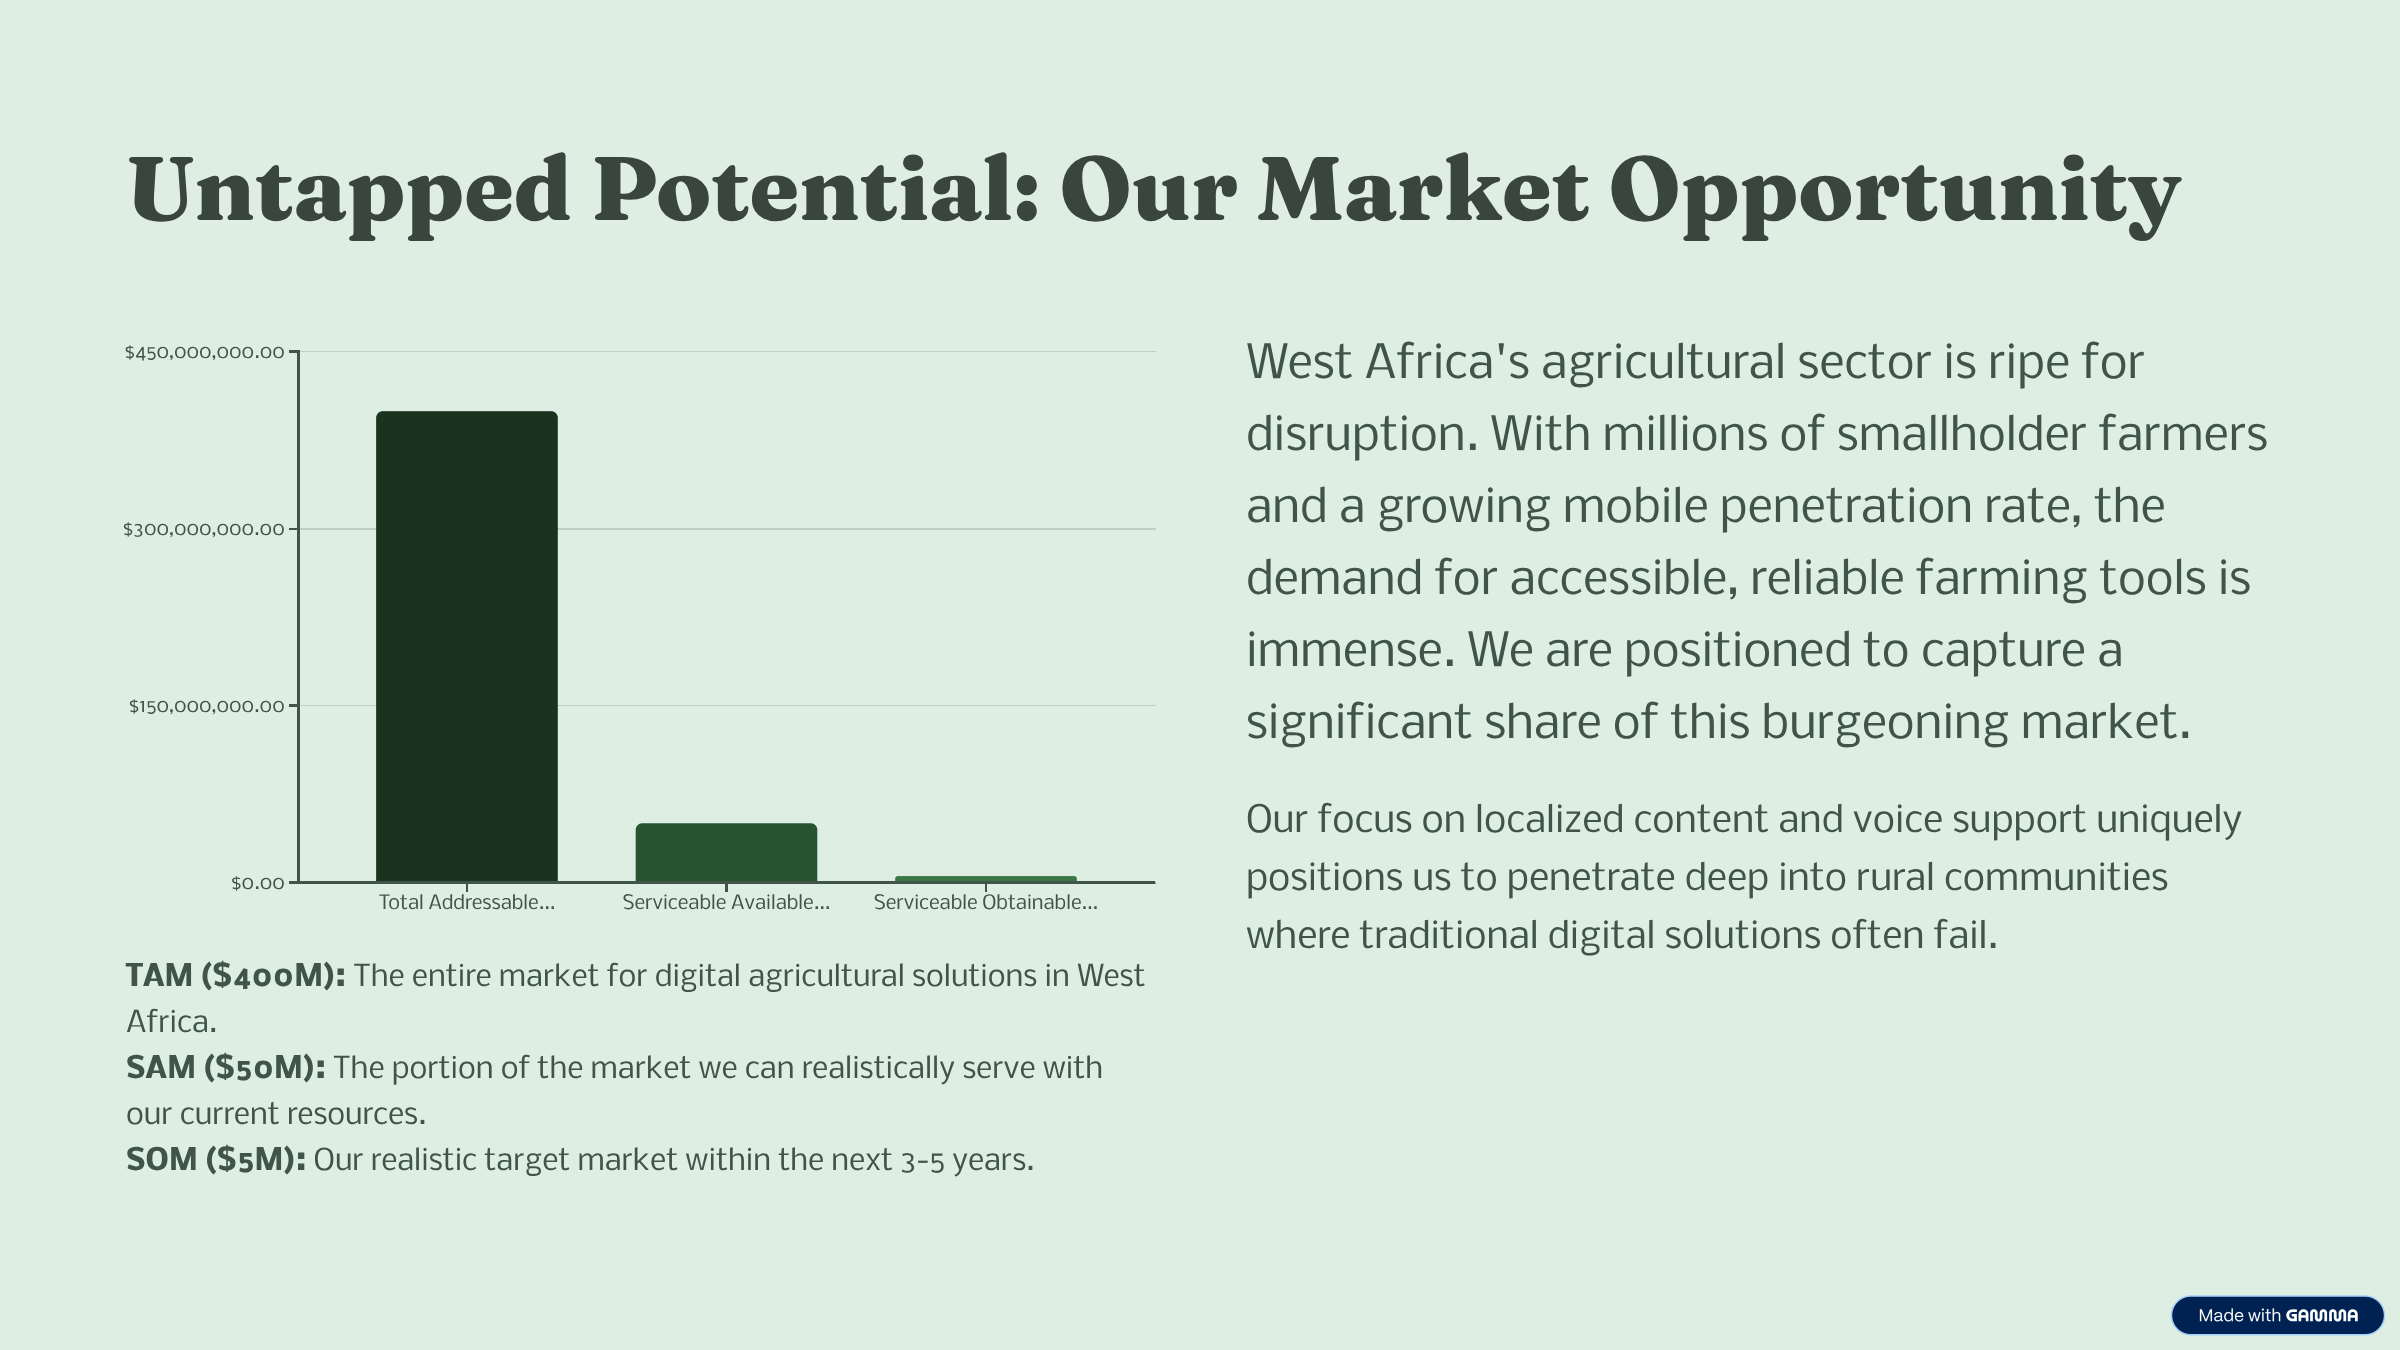 Untapped Potential: Our Market Opportunity
$450,000,000.00
$300,000,000.00
$150,000,000.00
$0.00
Total Addressable...
Serviceable Available...
Serviceable Obtainable...
TAM ($400M): The entire market for digital agricultural solutions in West
Africa.
SAM ($50M): The portion of the market we can realistically serve with
our current resources.
SOM ($5M): Our realistic target market within the next 3-5 years.
West Africa's agricultural sector is ripe for
disruption. With millions of smallholder farmers
and a growing mobile penetration rate, the
demand for accessible, reliable farming tools is
immense. We are positioned to capture a
significant share of this burgeoning market.
Our focus on localized content and voice support uniquely
positions us to penetrate deep into rural communities
where traditional digital solutions often fail.
Made with GAMMA